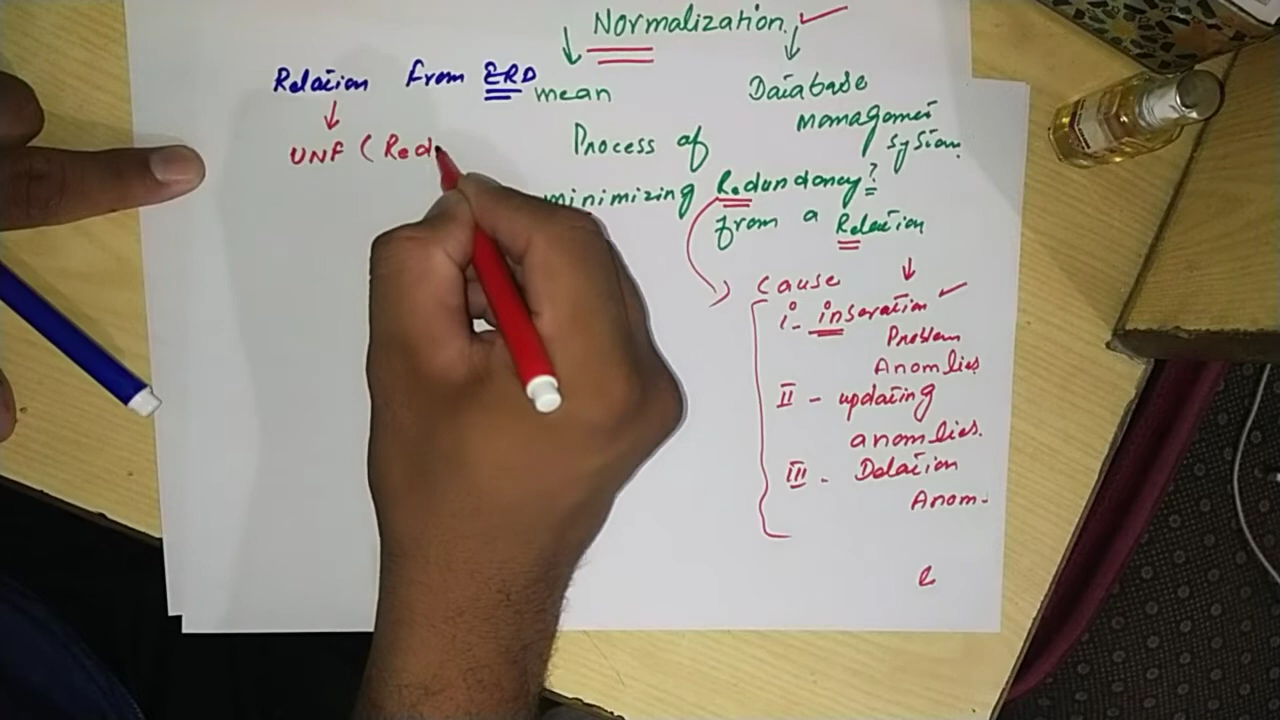 Normalization
Relation from ERD
mean
Database
managment
system.
UNF (Red
Process of
minimizing Redundancy?
from a Relation
Cause
i- inseration
Problem
Anomlies
II - updating
anomlies.
III - Delation
Anom-
e